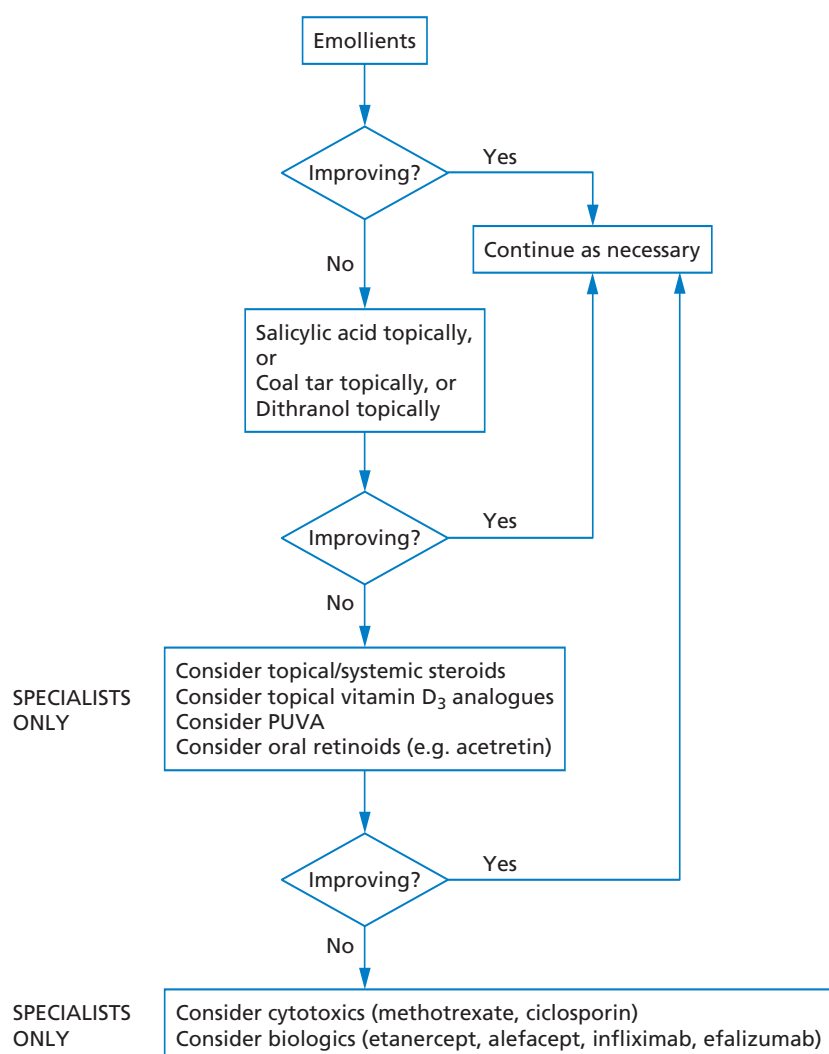 Emollients
Improving?
Yes
Continue as necessary
No
Salicylic acid topically,
or
Coal tar topically, or
Dithranol topically
Improving?
Yes
No
SPECIALISTS
ONLY
Consider topical/systemic steroids
Consider topical vitamin D₃ analogues
Consider PUVA
Consider oral retinoids (e.g. acetretin)
Improving?
Yes
No
SPECIALISTS
ONLY
Consider cytotoxics (methotrexate, ciclosporin)
Consider biologics (etanercept, alefacept, infliximab, efalizumab)